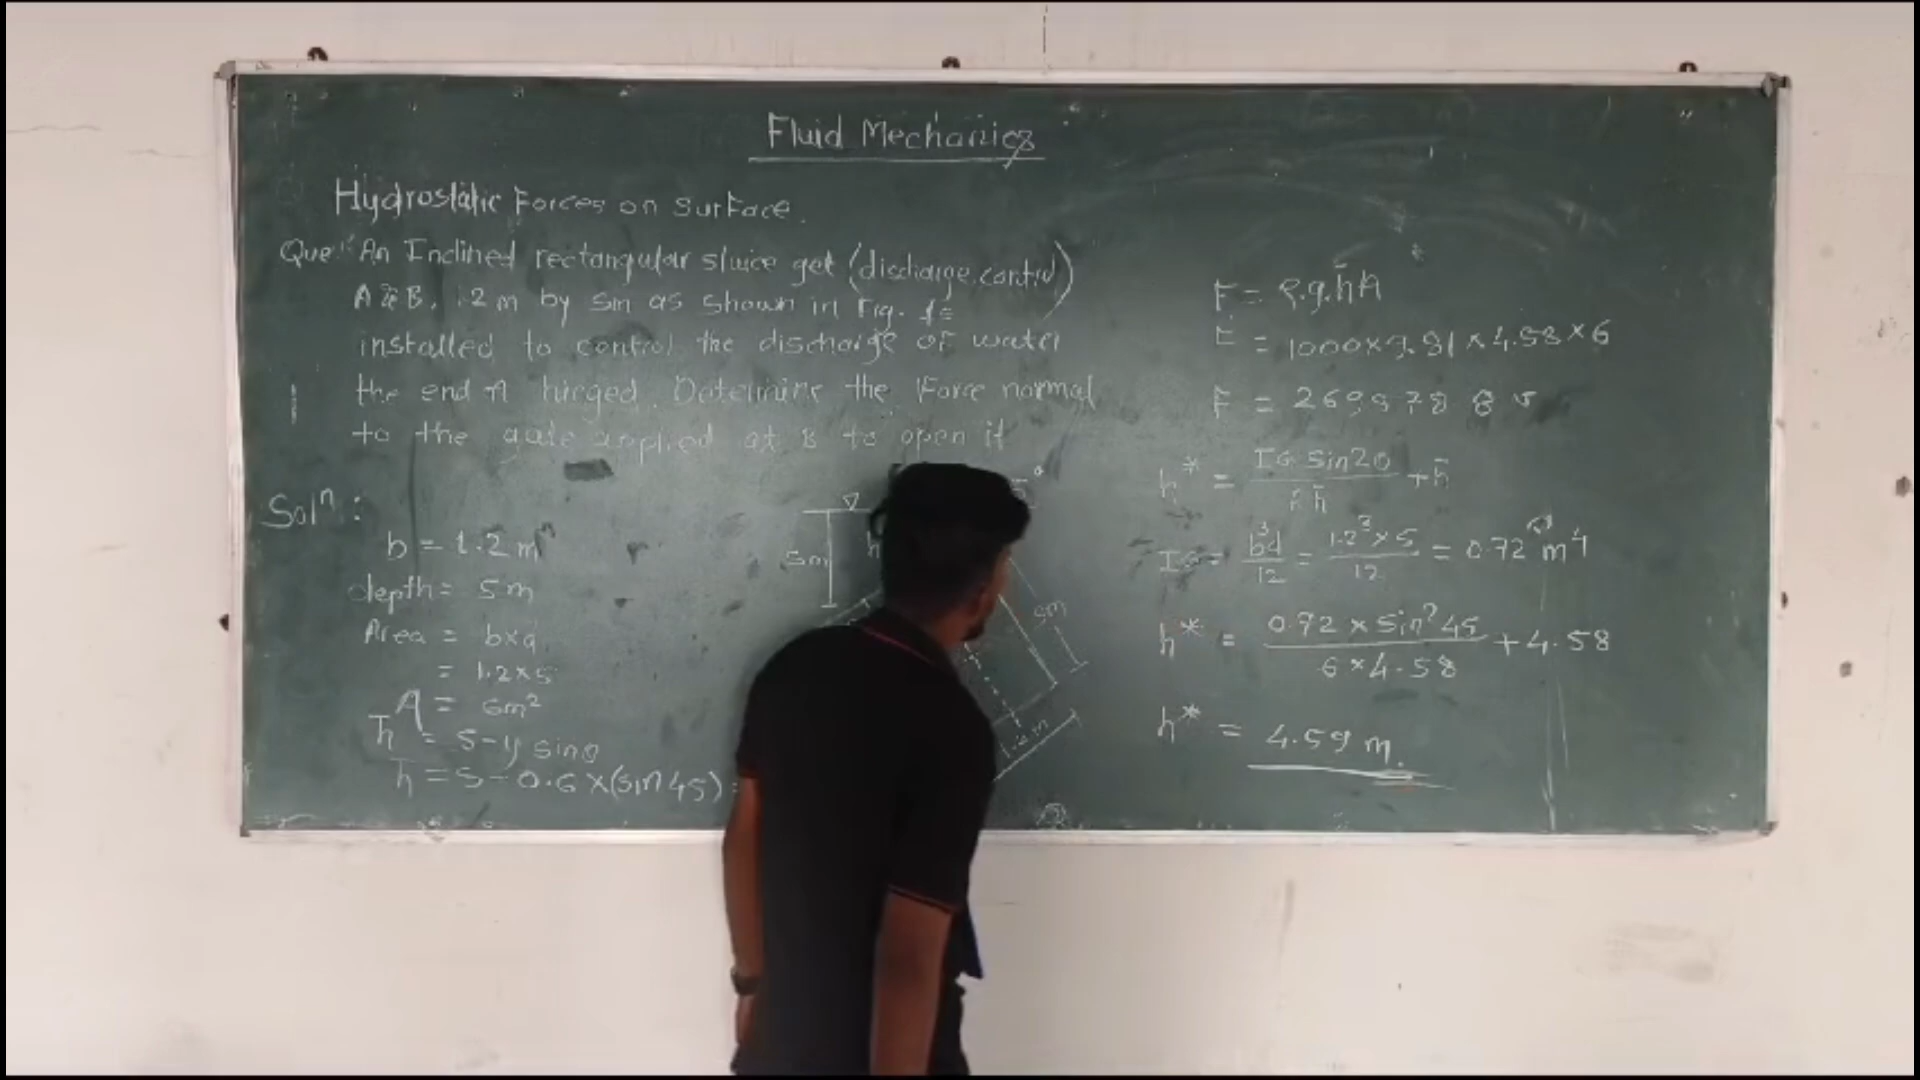 Fluid Mechanics
Hydrostatic Forces on Surface.
Que: An Inclined rectangular sluice get (discharge control)
A & B, 1.2 m by 5m as shown in Fig. is
installed to control the discharge of water
the end A hinged. Determine the Force normal
to the gate applied at B to open it
Solⁿ :
b = 1.2 m
depth = 5m
Area = b×d
= 1.2×5
A = 6m²
h̄ = 5-y sinθ
h̄ = 5 - 0.6 ×(sin 45) =
5m
h
5m
1.2m
F = ρ.g.h̄A
F = 1000×9.81×4.58×6
F = 269
h* = IG sin2θ / h̄ + h̄
IG = bd³/12 = 1.2³×5/12 = 0.72 m⁴
h* = 0.72 × sin²45 / 6×4.58 + 4.58
h* = 4.59 m.